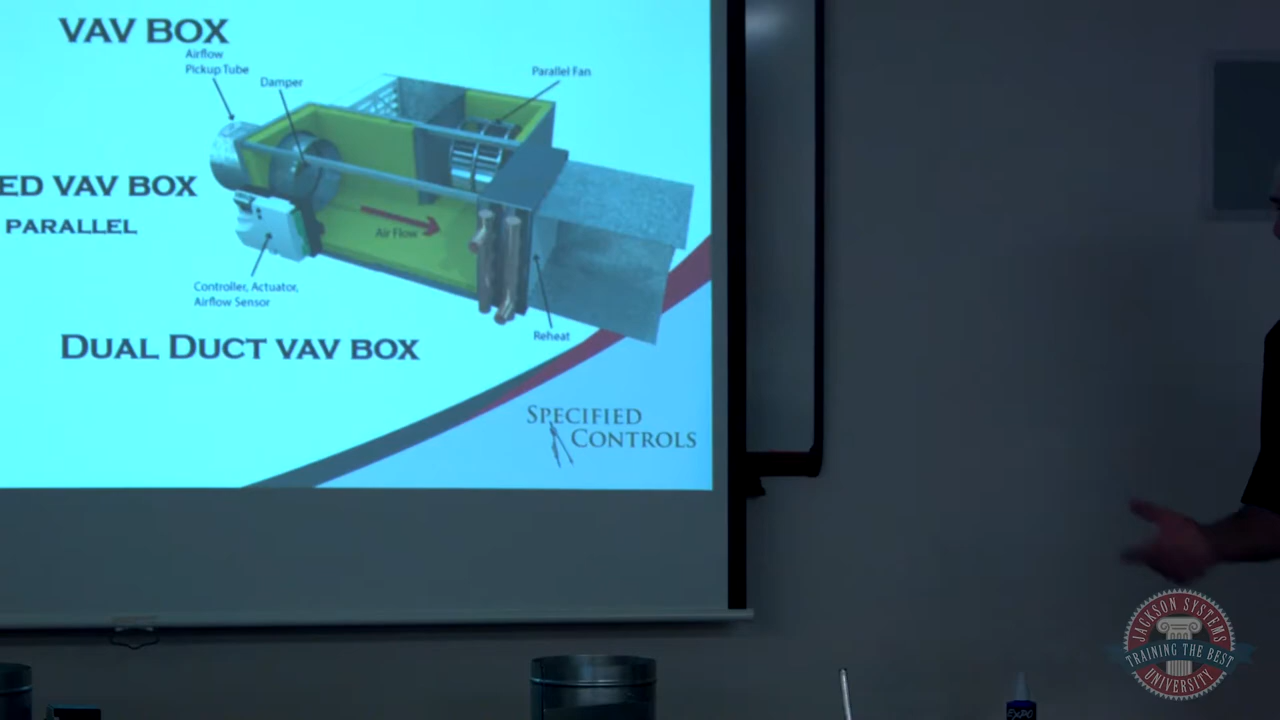 VAV BOX
Airflow
Pickup Tube
Damper
Parallel Fan
ED VAV BOX
PARALLEL
Air Flow
Controller, Actuator,
Airflow Sensor
Reheat
DUAL DUCT VAV BOX
SPECIFIED
CONTROLS
JACKSON SYSTEMS
TRAINING THE BEST
UNIVERSITY
EXPO